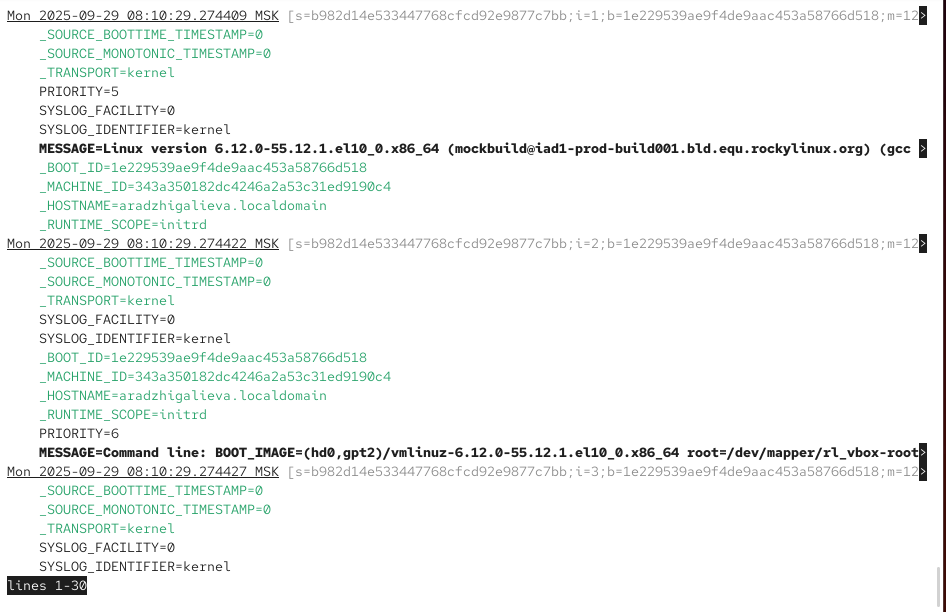 Mon 2025-09-29 08:10:29.274409 MSK [s=b982d14e533447768cfcd92e9877c7bb;i=1;b=1e229539ae9f4de9aac453a58766d518;m=12>
_SOURCE_BOOTTIME_TIMESTAMP=0
_SOURCE_MONOTONIC_TIMESTAMP=0
_TRANSPORT=kernel
PRIORITY=5
SYSLOG_FACILITY=0
SYSLOG_IDENTIFIER=kernel
MESSAGE=Linux version 6.12.0-55.12.1.el10_0.x86_64 (mockbuild@iad1-prod-build001.bld.equ.rockylinux.org) (gcc >
_BOOT_ID=1e229539ae9f4de9aac453a58766d518
_MACHINE_ID=343a350182dc4246a2a53c31ed9190c4
_HOSTNAME=aradzhigalieva.localdomain
_RUNTIME_SCOPE=initrd
Mon 2025-09-29 08:10:29.274422 MSK [s=b982d14e533447768cfcd92e9877c7bb;i=2;b=1e229539ae9f4de9aac453a58766d518;m=12>
_SOURCE_BOOTTIME_TIMESTAMP=0
_SOURCE_MONOTONIC_TIMESTAMP=0
_TRANSPORT=kernel
SYSLOG_FACILITY=0
SYSLOG_IDENTIFIER=kernel
_BOOT_ID=1e229539ae9f4de9aac453a58766d518
_MACHINE_ID=343a350182dc4246a2a53c31ed9190c4
_HOSTNAME=aradzhigalieva.localdomain
_RUNTIME_SCOPE=initrd
PRIORITY=6
MESSAGE=Command line: BOOT_IMAGE=(hd0,gpt2)/vmlinuz-6.12.0-55.12.1.el10_0.x86_64 root=/dev/mapper/rl_vbox-root>
Mon 2025-09-29 08:10:29.274427 MSK [s=b982d14e533447768cfcd92e9877c7bb;i=3;b=1e229539ae9f4de9aac453a58766d518;m=12>
_SOURCE_BOOTTIME_TIMESTAMP=0
_SOURCE_MONOTONIC_TIMESTAMP=0
_TRANSPORT=kernel
SYSLOG_FACILITY=0
SYSLOG_IDENTIFIER=kernel
lines 1-30